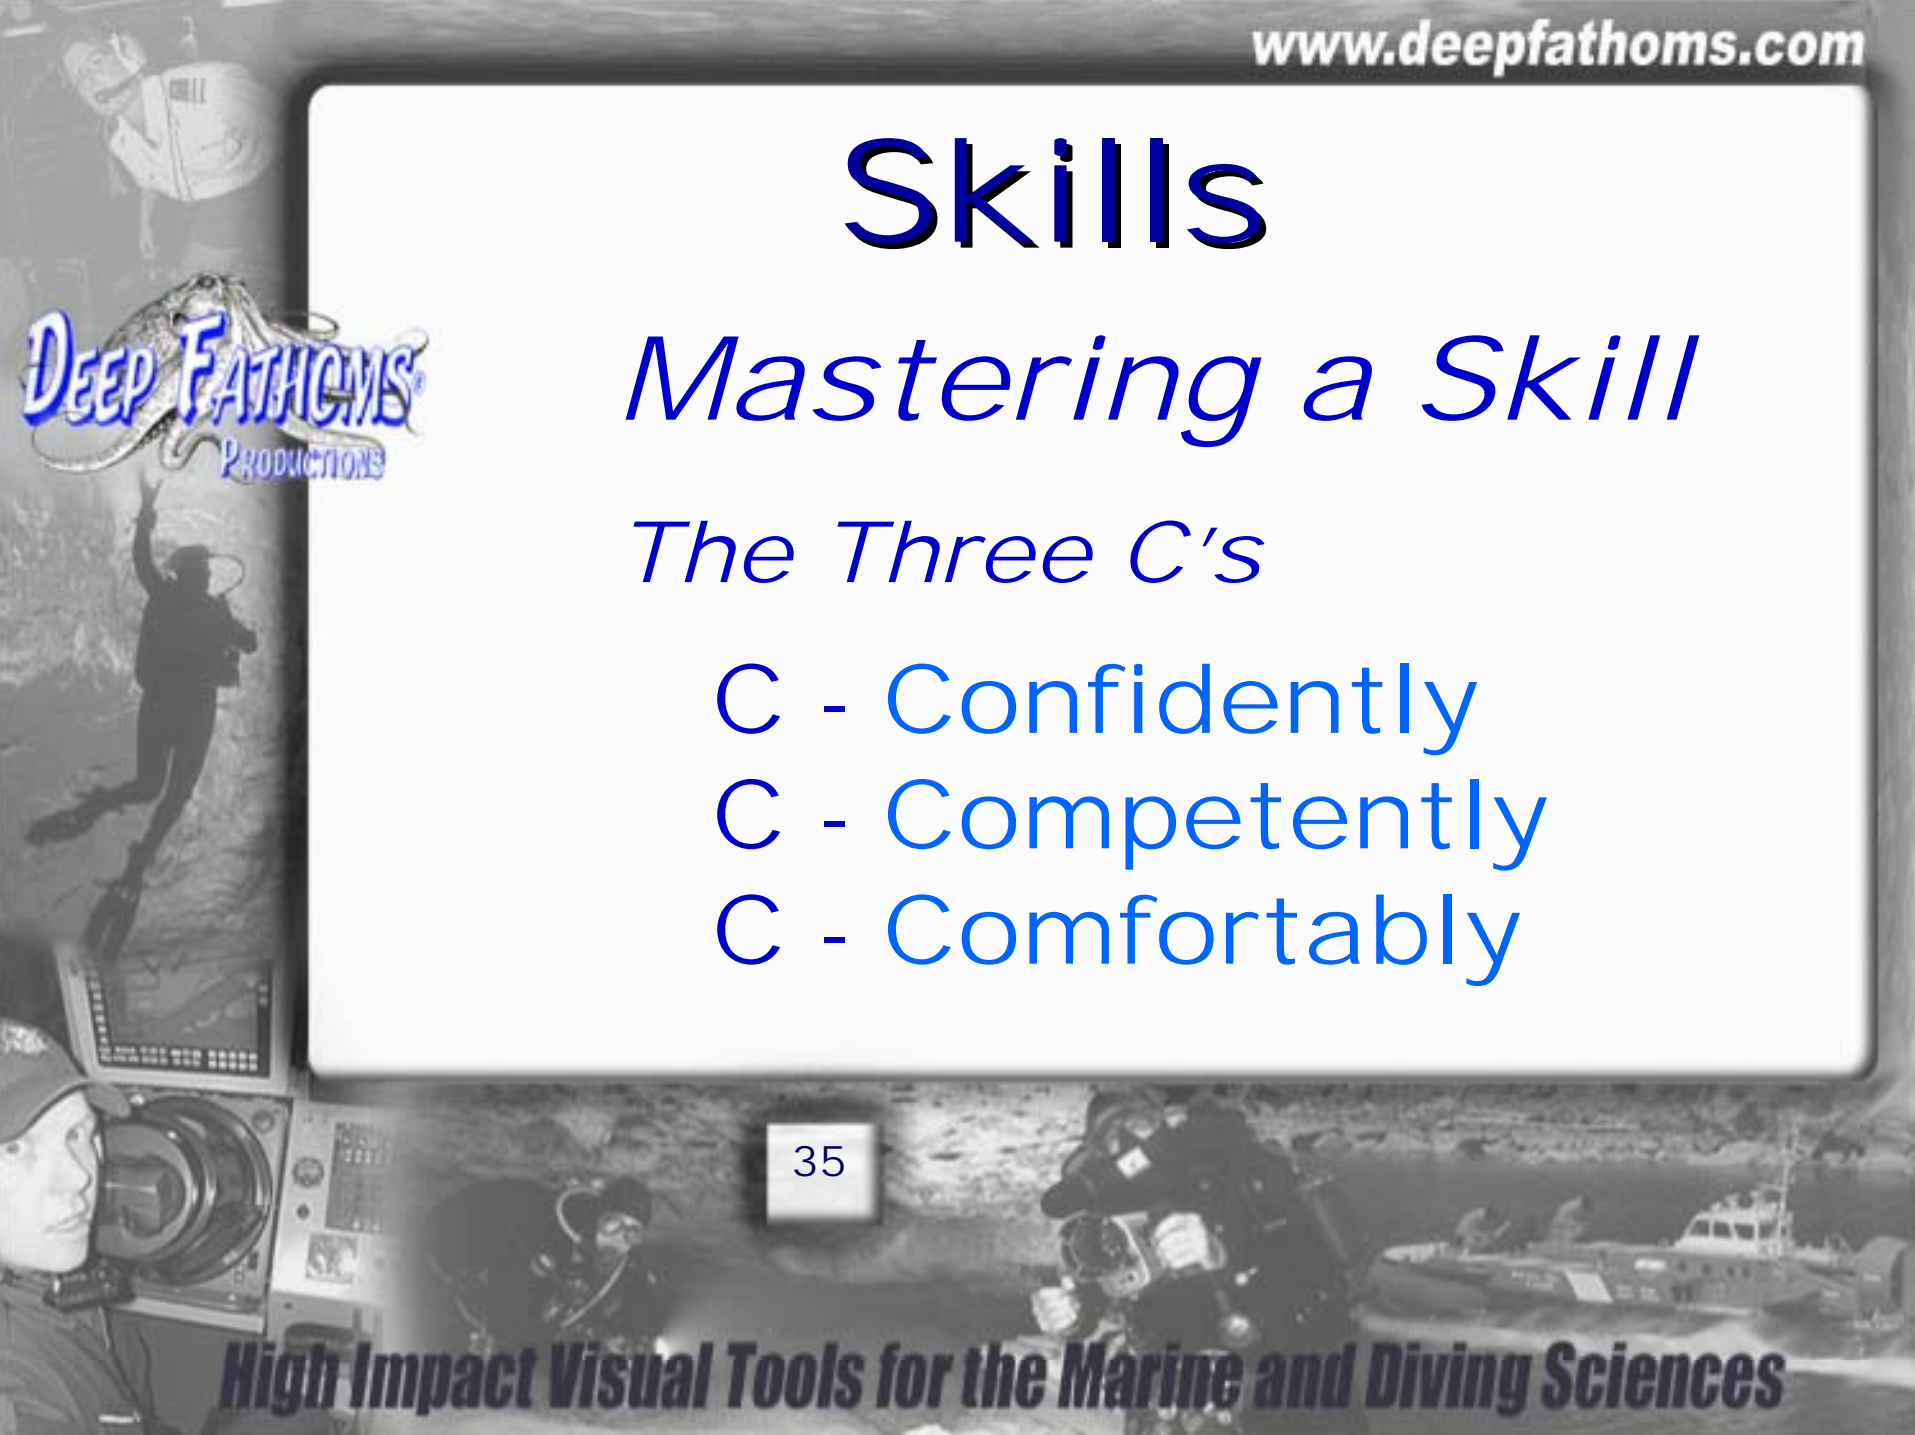 www.deepfathoms.com
Skills
DEEP FATHOMS®
PRODUCTIONS
Mastering a Skill
The Three C's
C - Confidently
C - Competently
C - Comfortably
35
High Impact Visual Tools for the Marine and Diving Sciences